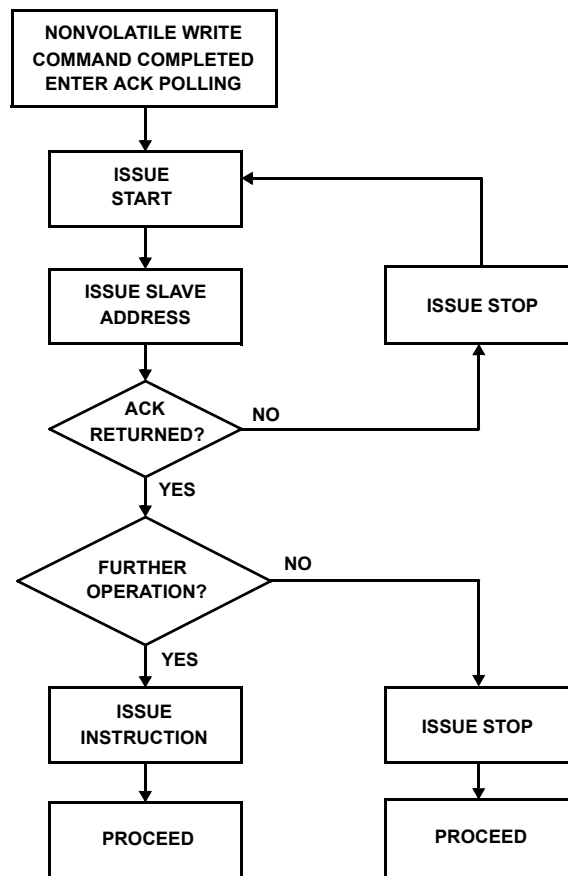 NONVOLATILE WRITE
COMMAND COMPLETED
ENTER ACK POLLING
ISSUE
START
ISSUE SLAVE
ADDRESS
ISSUE STOP
ACK
RETURNED?
NO
YES
FURTHER
OPERATION?
NO
YES
ISSUE
INSTRUCTION
ISSUE STOP
PROCEED
PROCEED